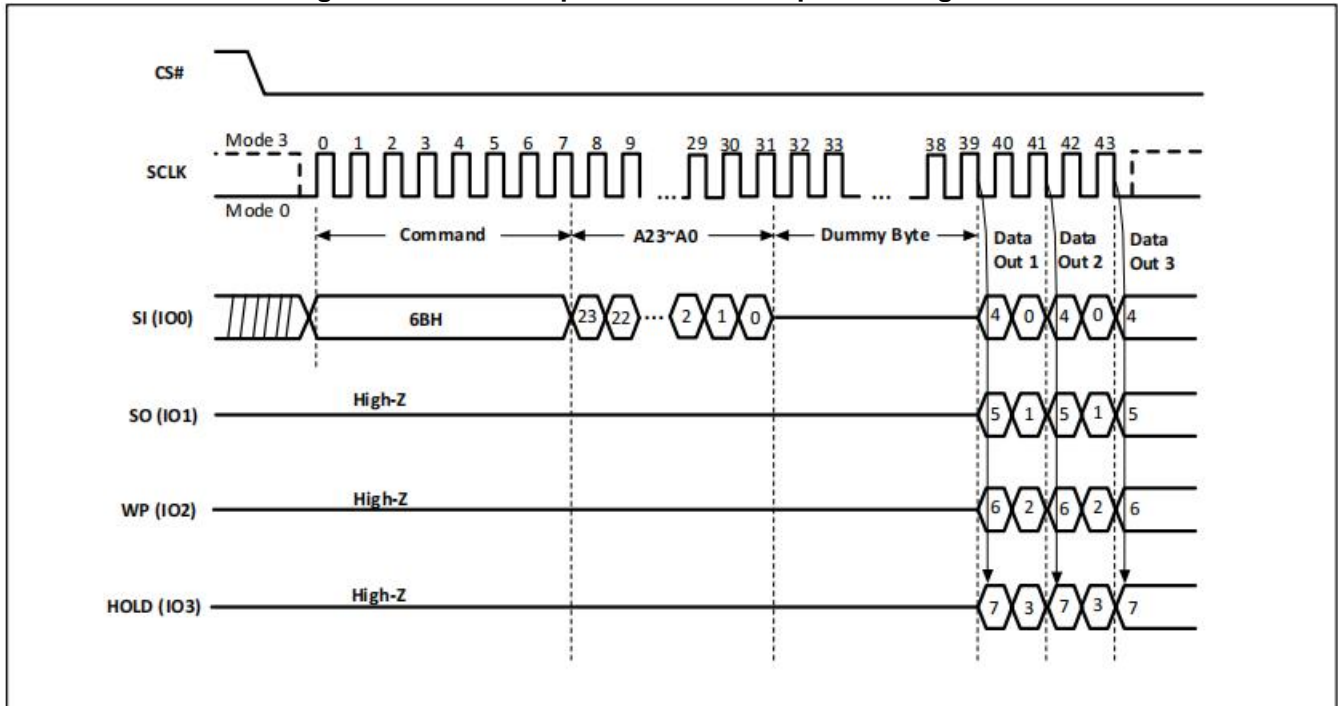 CS#
Mode 3
0 1 2 3 4 5 6 7 8 9 29 30 31 32 33 38 39 40 41 42 43
SCLK
... ...
Mode 0
Command A23~A0 Dummy Byte Data Out 1 Data Out 2 Data Out 3
SI (IO0) 6BH 23 22 ... 2 1 0 4 0 4 0 4
High-Z
SO (IO1) 5 1 5 1 5
High-Z
WP (IO2) 6 2 6 2 6
High-Z
HOLD (IO3) 7 3 7 3 7